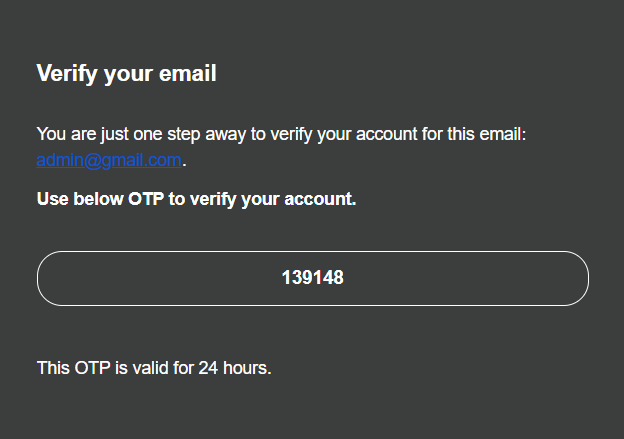 Verify your email
You are just one step away to verify your account for this email:
admin@gmail.com.
Use below OTP to verify your account.
139148
This OTP is valid for 24 hours.